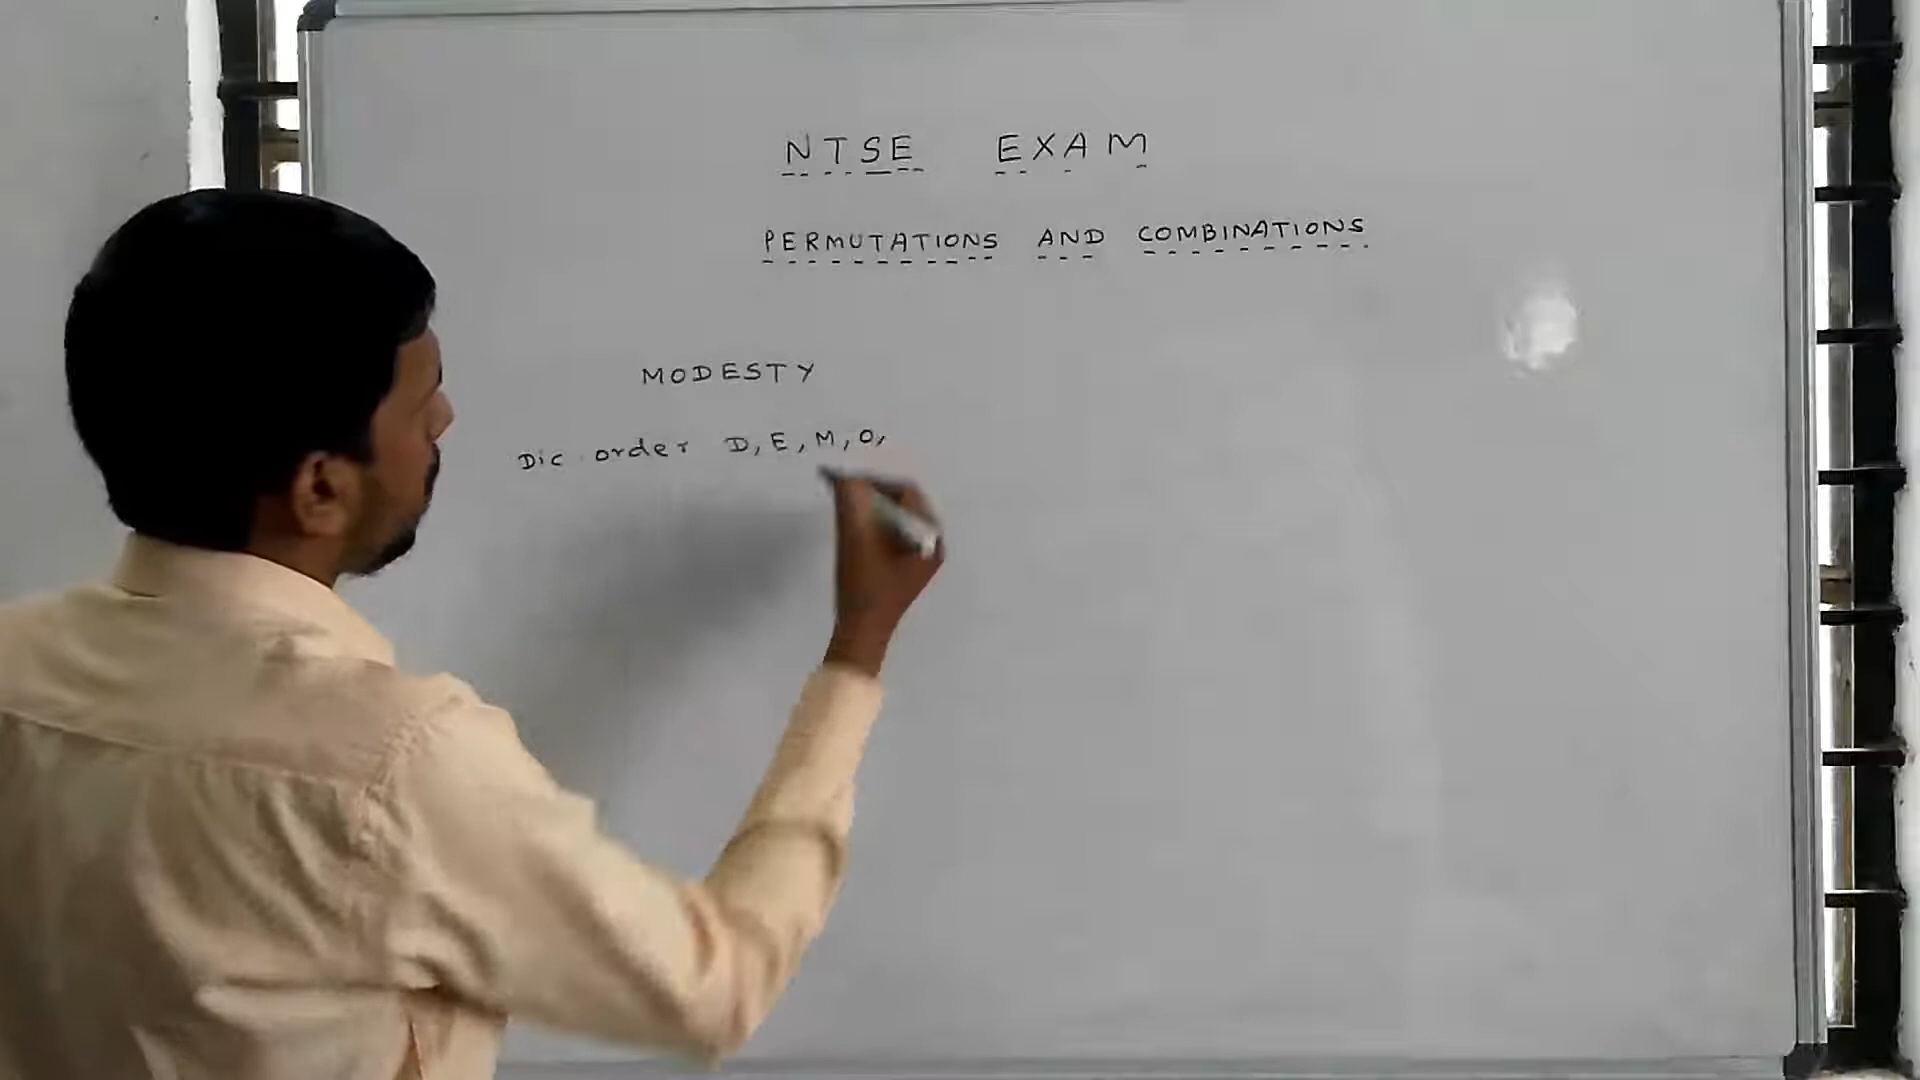 NTSE EXAM
PERMUTATIONS AND COMBINATIONS
MODESTY
Dic. order D, E, M, O,